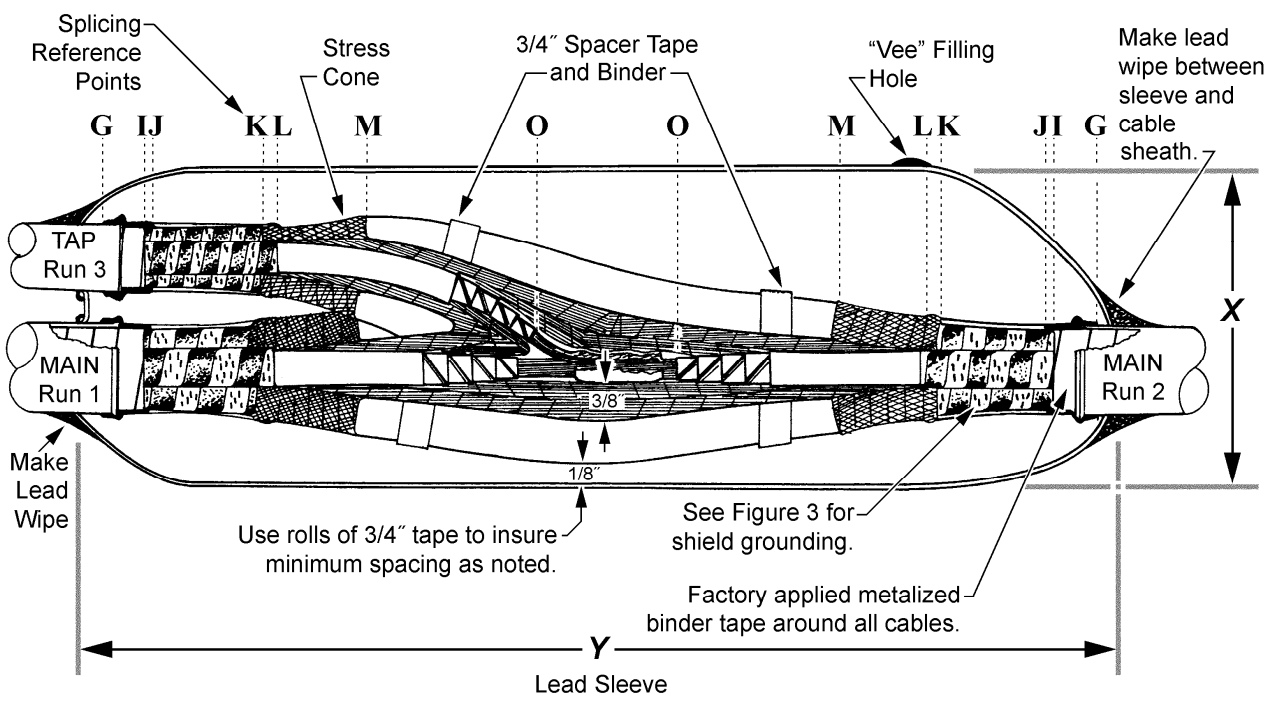 Splicing
Reference
Points
Stress
Cone
3/4˝ Spacer Tape
and Binder
“Vee” Filling
Hole
Make lead
wipe between
sleeve and
cable
sheath.
G I J K L M O O M L K J I G
TAP
Run 3
MAIN
Run 1
MAIN
Run 2
X
3/8˝
1/8˝
Make
Lead
Wipe
Use rolls of 3/4˝ tape to insure
minimum spacing as noted.
See Figure 3 for
shield grounding.
Factory applied metalized
binder tape around all cables.
Y
Lead Sleeve